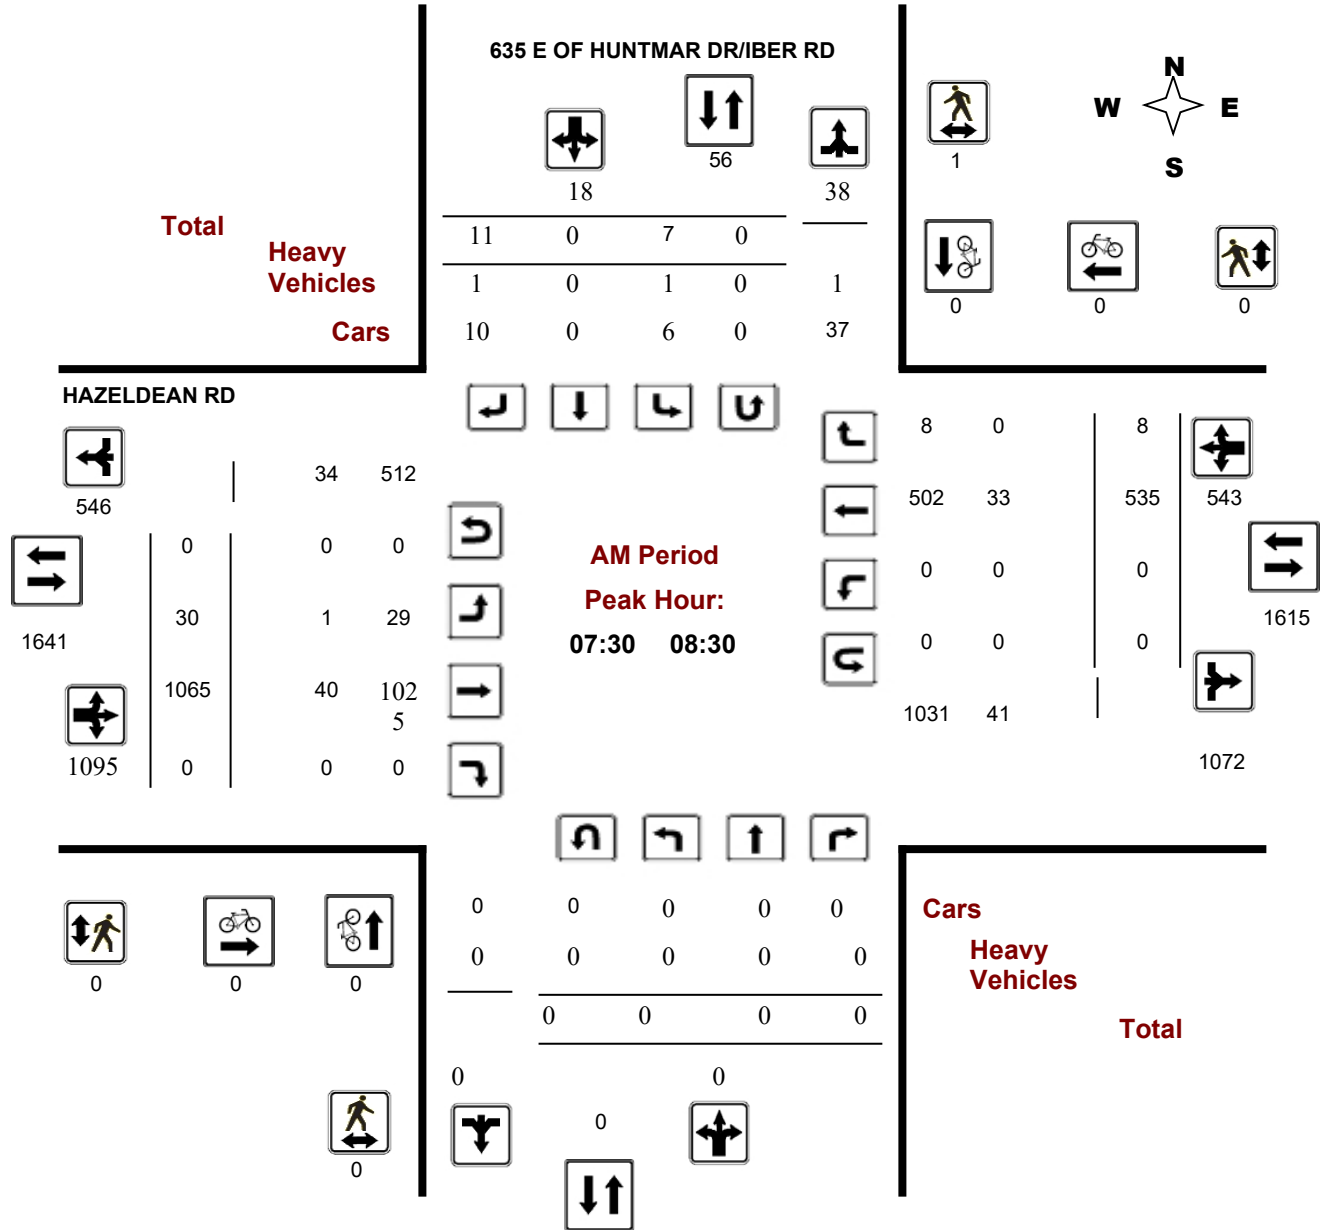 635 E OF HUNTMAR DR/IBER RD
N
W E
S
56
1
18 38
Total
11 0 7 0
Heavy
Vehicles
1 0 1 0 1
0 0 0
Cars
10 0 6 0 37
HAZELDEAN RD
8 0 8
34 512
546
502 33 535 543
0 0 0
AM Period
0 0 0
30 1 29
Peak Hour:
1641
1615
07:30 08:30
0 0 0
1065 40 102
5
1031 41
1095 0 0 0
1072
0 0 0 0 0
Cars
0 0 0 0 0
Heavy
Vehicles
0 0 0
0 0 0 0
Total
0 0
0
0